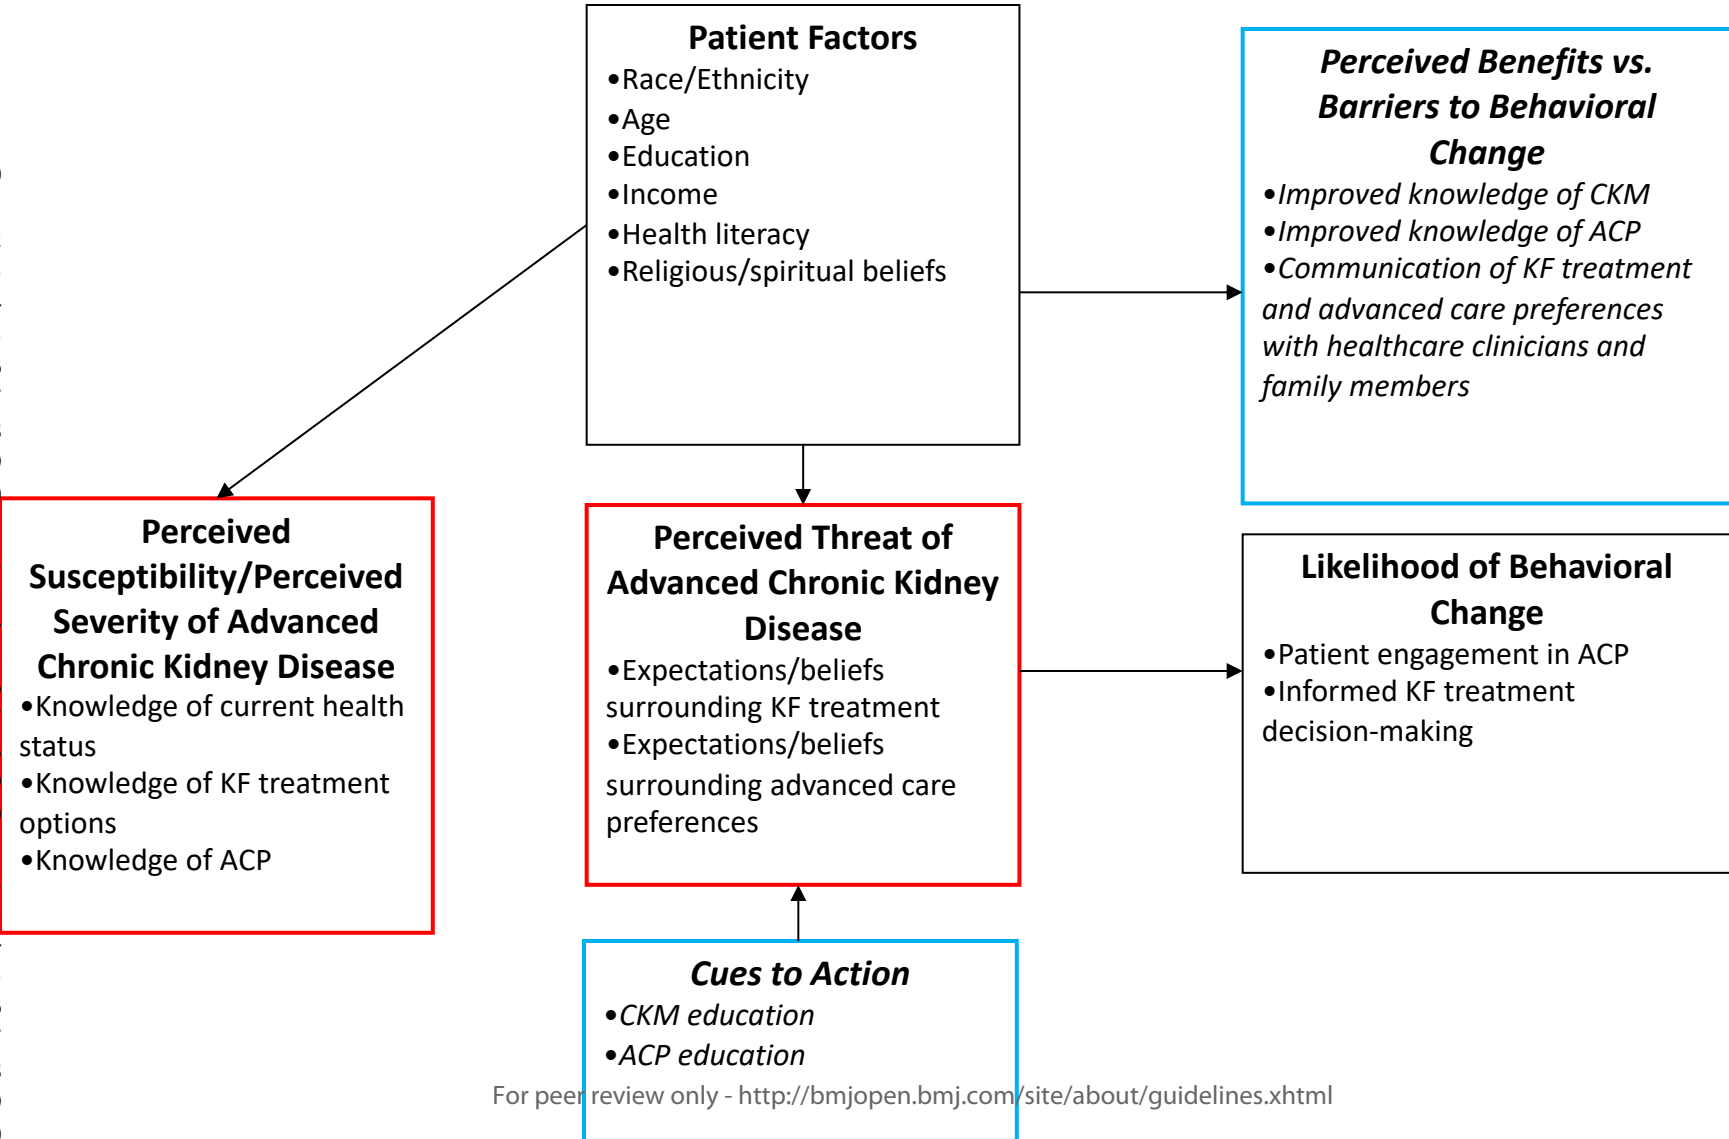 Patient Factors
•Race/Ethnicity
•Age
•Education
•Income
•Health literacy
•Religious/spiritual beliefs
Perceived Benefits vs.
Barriers to Behavioral
Change
•Improved knowledge of CKM
•Improved knowledge of ACP
•Communication of KF treatment
and advanced care preferences
with healthcare clinicians and
family members
Perceived
Susceptibility/Perceived
Severity of Advanced
Chronic Kidney Disease
•Knowledge of current health
status
•Knowledge of KF treatment
options
•Knowledge of ACP
Perceived Threat of
Advanced Chronic Kidney
Disease
•Expectations/beliefs
surrounding KF treatment
•Expectations/beliefs
surrounding advanced care
preferences
Likelihood of Behavioral
Change
•Patient engagement in ACP
•Informed KF treatment
decision-making
Cues to Action
•CKM education
•ACP education
For peer review only - http://bmjopen.bmj.com/site/about/guidelines.xhtml